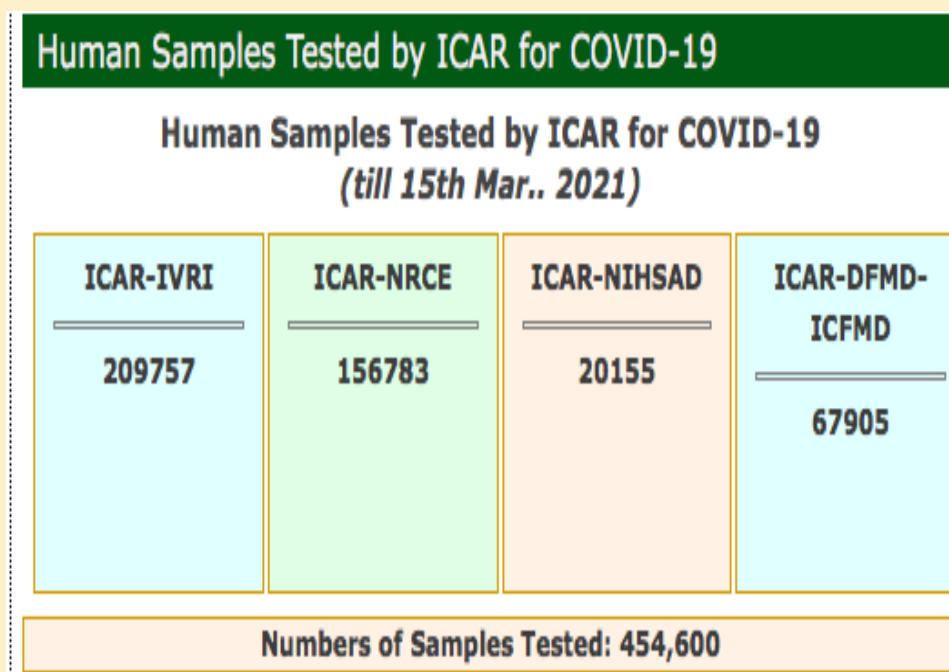 Human Samples Tested by ICAR for COVID-19
Human Samples Tested by ICAR for COVID-19
(till 15th Mar.. 2021)
ICAR-IVRI
209757
ICAR-NRCE
156783
ICAR-NIHSAD
20155
ICAR-DFMD-
ICFMD
67905
Numbers of Samples Tested: 454,600